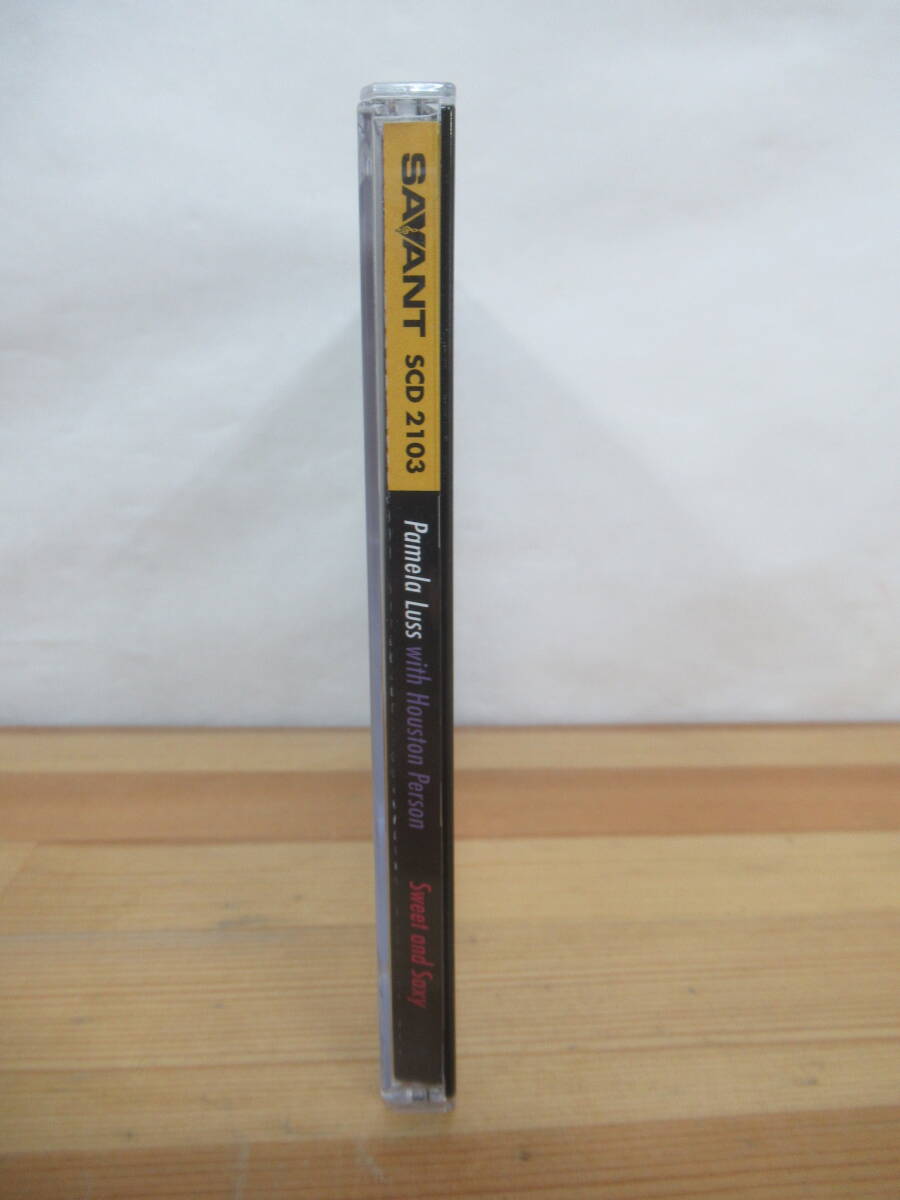 SAVANT SCD 2103 Pamela Luss with Houston Person Sweet and Saxy